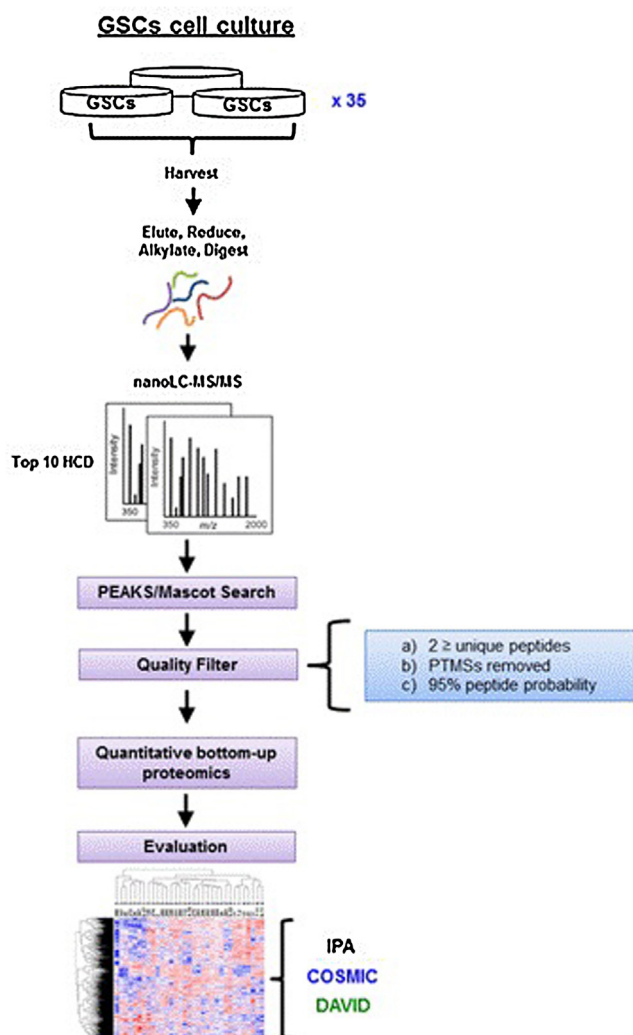 GSCs cell culture
GSCs
GSCs
x 35
Harvest
Elute, Reduce,
Alkylate, Digest
nanoLC-MS/MS
Top 10 HCD
Intensity
350
Intensity
350
m/z
2000
PEAKS/Mascot Search
Quality Filter
a) 2 ≥ unique peptides
b) PTMSs removed
c) 95% peptide probability
Quantitative bottom-up
proteomics
Evaluation
IPA
COSMIC
DAVID